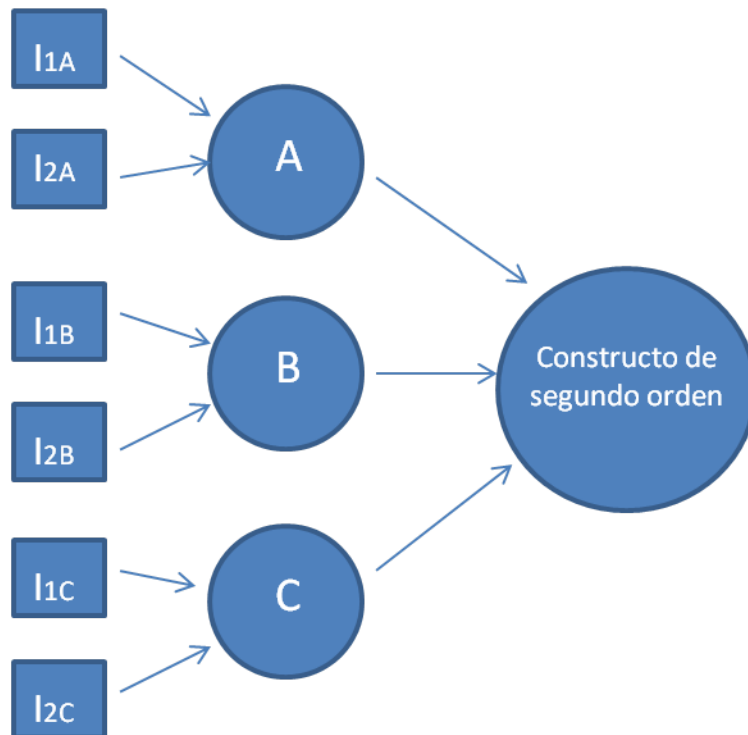 I1A
I2A
A
I1B
I2B
B
Constructo de
segundo orden
I1C
I2C
C